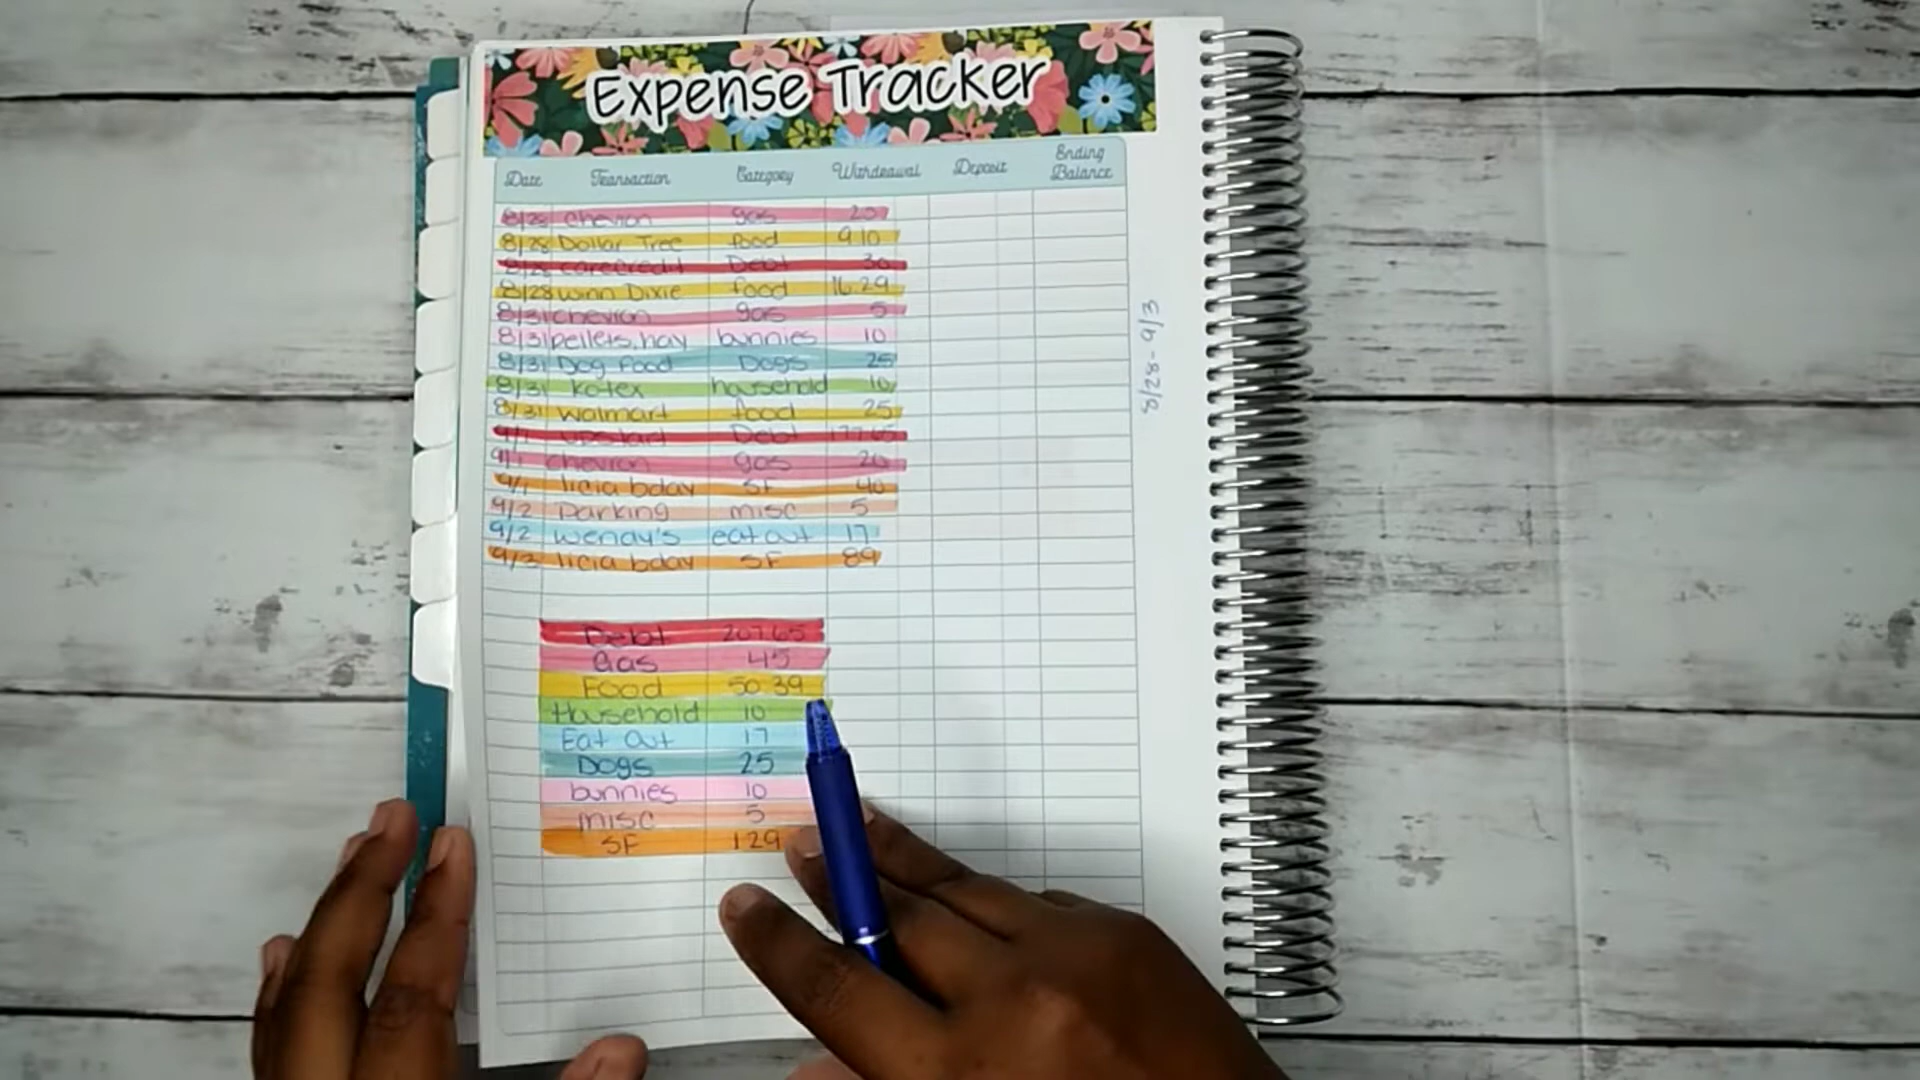 Expense Tracker
Date Transaction Category Withdrawal Deposit Ending Balance
8/28 Chevron gas 20
8/28 Dollar Tree food 9 10
8/28 carecredit Debt 30
8/28 Winn Dixie food 16 29
8/31 Chevron gas 5
8/31 pellets, hay bunnies 10
8/31 Dog Food Dogs 25
8/31 kotex household 10
8/31 walmart food 25
9/1 upstart Debt 177 65
9/1 chevron gas 20
9/1 licia bday SF 40
9/2 Parking misc 5
9/2 wendy's eat out 17
9/3 licia bday SF 89
8/28 - 9/3
Debt 207 65
Gas 45
Food 50 39
Household 10
Eat Out 17
Dogs 25
bunnies 10
misc 5
SF 129